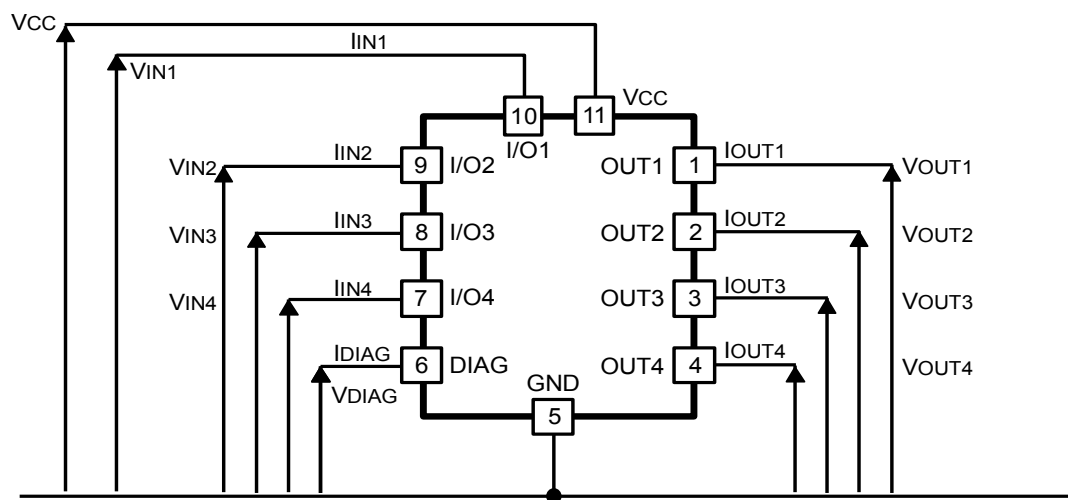 VCC
IIN1
VIN1
VCC
10
11
I/O1
VIN2
IIN2
9
I/O2
OUT1
1
IOUT1
VOUT1
VIN3
IIN3
8
I/O3
OUT2
2
IOUT2
VOUT2
VIN4
IIN4
7
I/O4
OUT3
3
IOUT3
VOUT3
IDIAG
6
DIAG
OUT4
4
IOUT4
VOUT4
VDIAG
GND
5